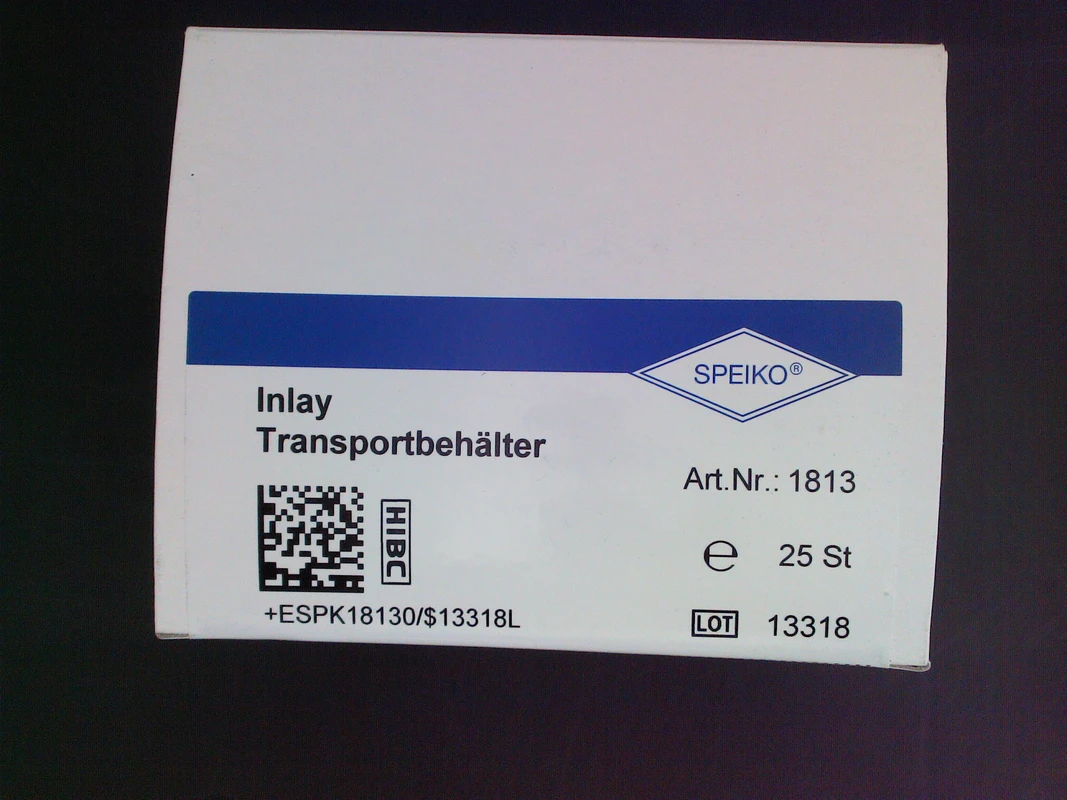 SPEIKO®
Inlay
Transportbehälter
Art.Nr.: 1813
HIBC
℮ 25 St
+ESPK18130/$13318L
LOT 13318